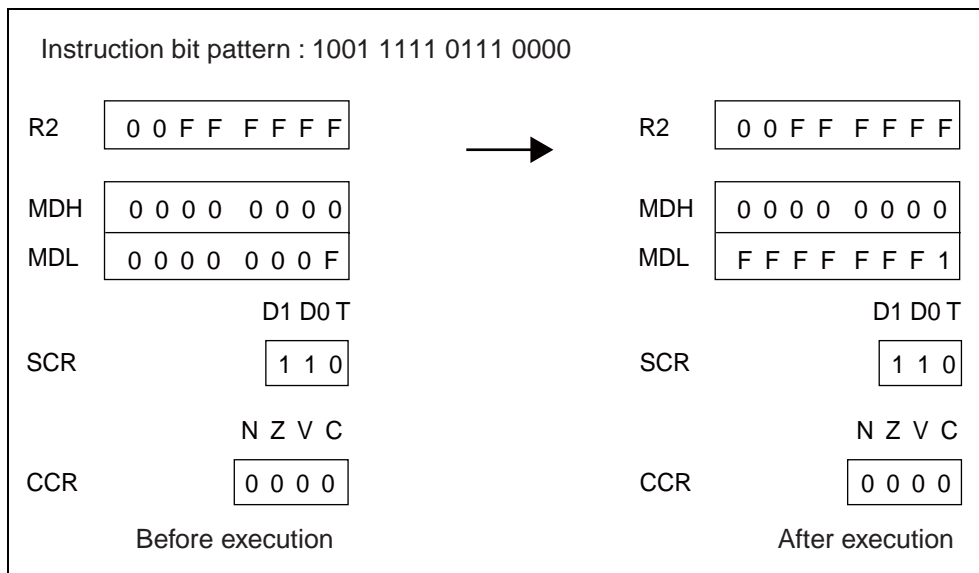 Instruction bit pattern : 1001 1111 0111 0000
R2 0 0 F F F F F F R2 0 0 F F F F F F
MDH 0 0 0 0 0 0 0 0 MDH 0 0 0 0 0 0 0 0
MDL 0 0 0 0 0 0 0 F MDL F F F F F F F 1
D1 D0 T D1 D0 T
SCR 1 1 0 SCR 1 1 0
N Z V C N Z V C
CCR 0 0 0 0 CCR 0 0 0 0
Before execution After execution